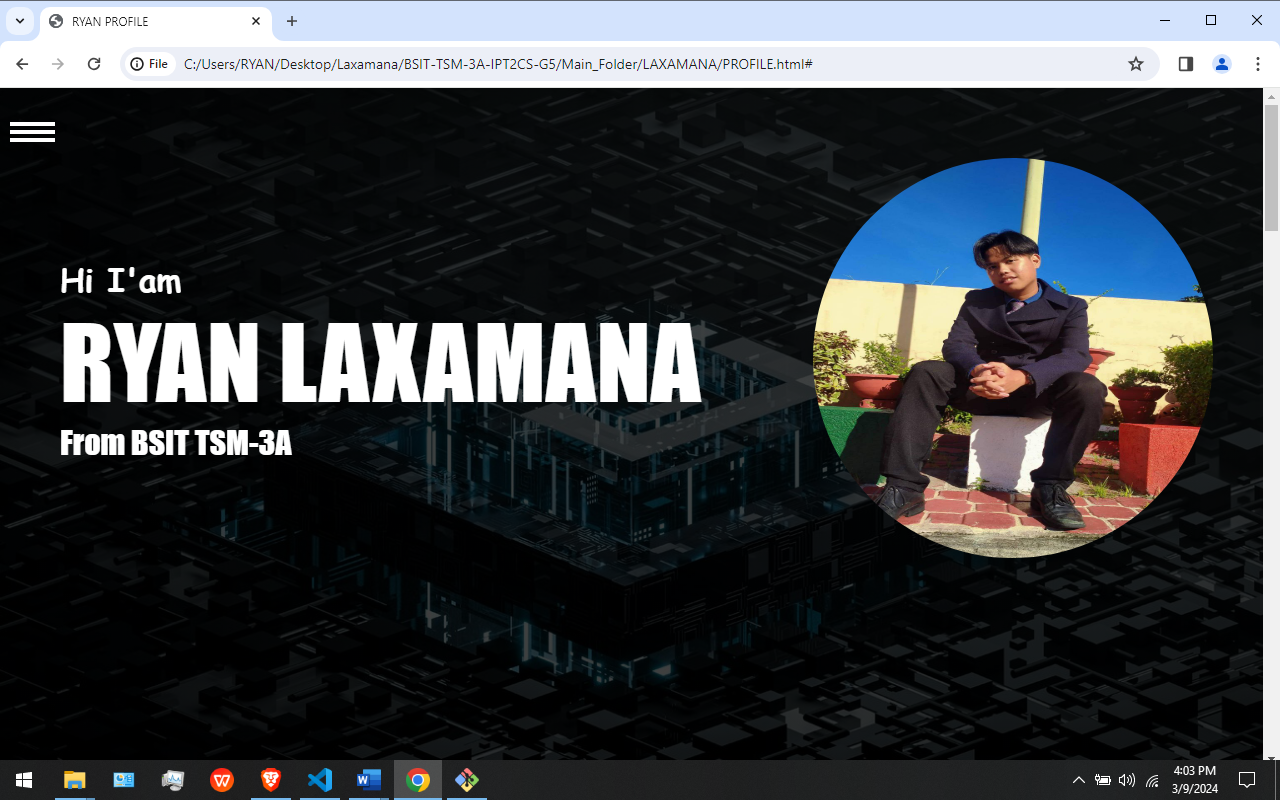 RYAN PROFILE
File
C:/Users/RYAN/Desktop/Laxamana/BSIT-TSM-3A-IPT2CS-G5/Main_Folder/LAXAMANA/PROFILE.html#
Hi I'am
RYAN LAXAMANA
From BSIT TSM-3A
4:03 PM
3/9/2024